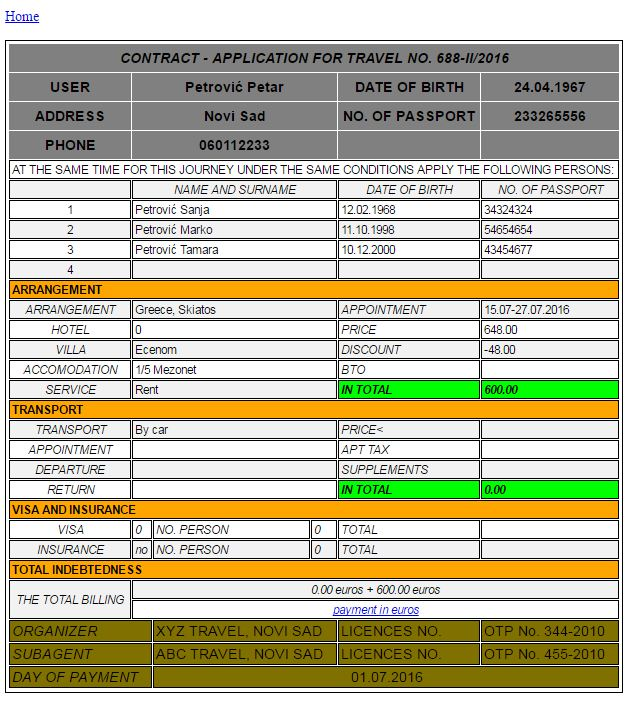 Home
CONTRACT - APPLICATION FOR TRAVEL NO. 688-II/2016
USER Petrović Petar DATE OF BIRTH 24.04.1967
ADDRESS Novi Sad NO. OF PASSPORT 233265556
PHONE 060112233
AT THE SAME TIME FOR THIS JOURNEY UNDER THE SAME CONDITIONS APPLY THE FOLLOWING PERSONS:
NAME AND SURNAME DATE OF BIRTH NO. OF PASSPORT
1 Petrović Sanja 12.02.1968 34324324
2 Petrović Marko 11.10.1998 54654654
3 Petrović Tamara 10.12.2000 43454677
4
ARRANGEMENT
ARRANGEMENT Greece, Skiatos APPOINTMENT 15.07-27.07.2016
HOTEL 0 PRICE 648.00
VILLA Ecenom DISCOUNT -48.00
ACCOMODATION 1/5 Mezonet BTO
SERVICE Rent IN TOTAL 600.00
TRANSPORT
TRANSPORT By car PRICE<
APPOINTMENT APT TAX
DEPARTURE SUPPLEMENTS
RETURN IN TOTAL 0.00
VISA AND INSURANCE
VISA 0 NO. PERSON 0 TOTAL
INSURANCE no NO. PERSON 0 TOTAL
TOTAL INDEBTEDNESS
THE TOTAL BILLING 0.00 euros + 600.00 euros
payment in euros
ORGANIZER XYZ TRAVEL, NOVI SAD LICENCES NO. OTP No. 344-2010
SUBAGENT ABC TRAVEL, NOVI SAD LICENCES NO. OTP No. 455-2010
DAY OF PAYMENT 01.07.2016